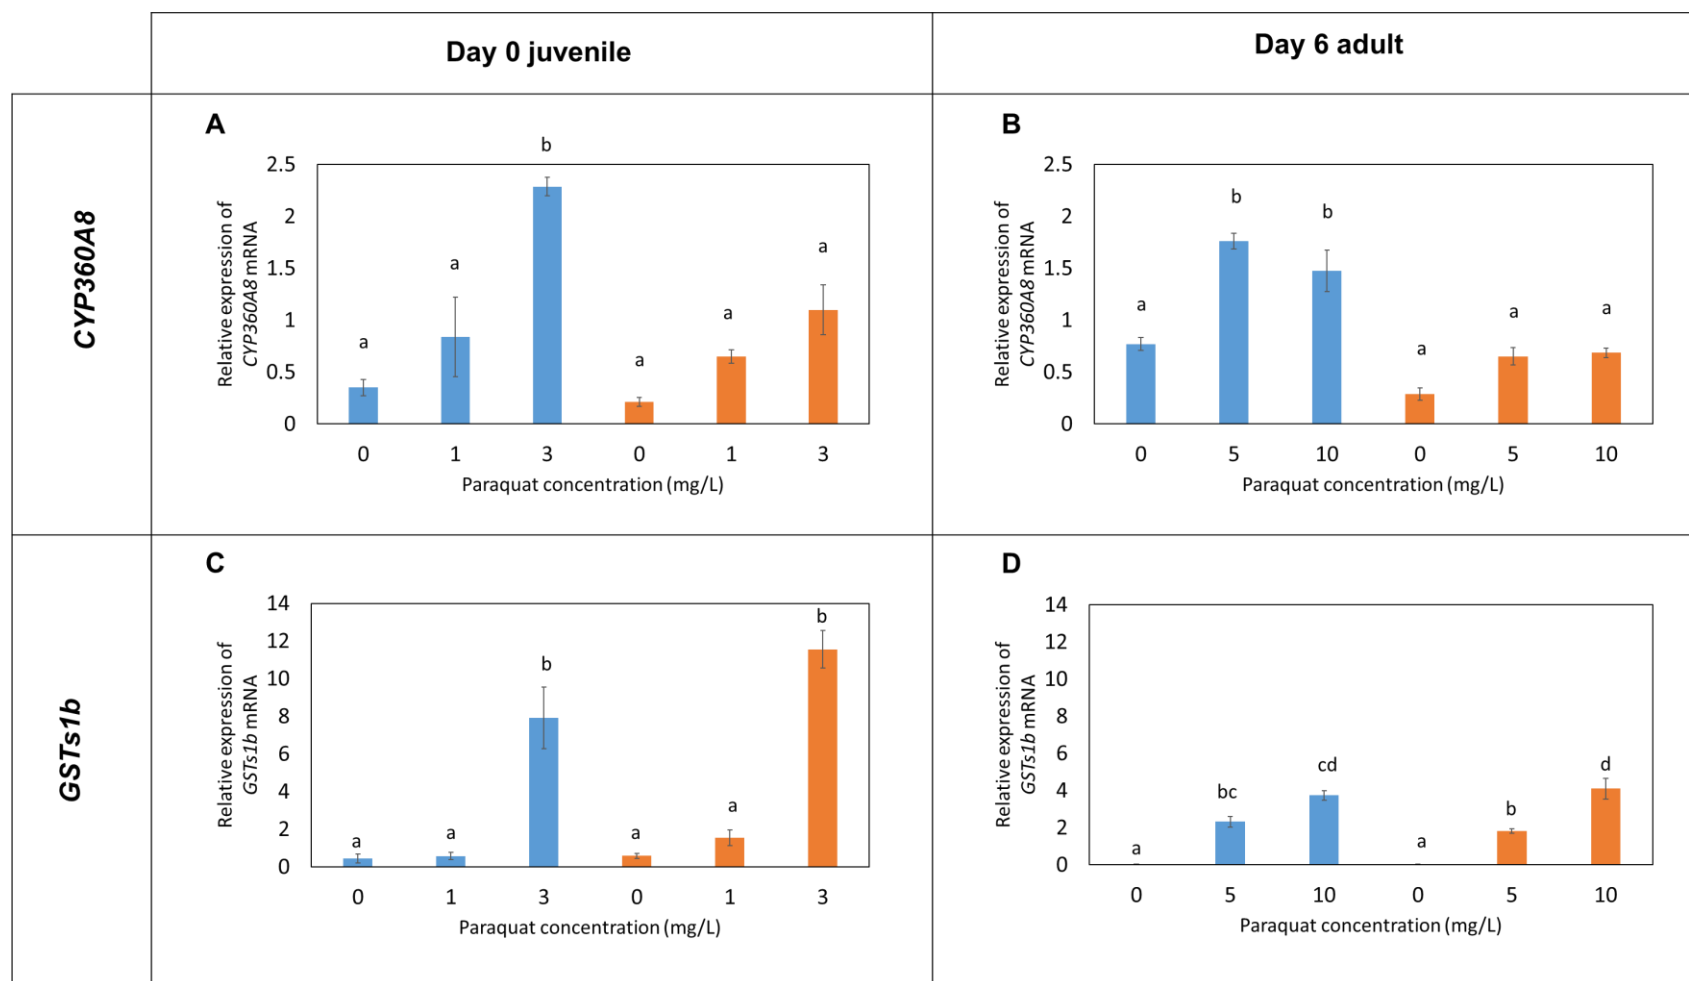 Day 0 juvenile
Day 6 adult
CYP360A8
A
b
2.5
2
1.5
1
0.5
0
Relative expression of
CYP360A8 mRNA
a
a
b
a
a
a
0 1 3 0 1 3
Paraquat concentration (mg/L)
B
2.5
2
1.5
1
0.5
0
Relative expression of
CYP360A8 mRNA
a
b
b
a
a
a
0 5 10 0 5 10
Paraquat concentration (mg/L)
GSTs1b
C
14
12
10
8
6
4
2
0
Relative expression of
GSTs1b mRNA
a
a
b
a
a
b
0 1 3 0 1 3
Paraquat concentration (mg/L)
D
14
12
10
8
6
4
2
0
Relative expression of
GSTs1b mRNA
a
bc
cd
a
b
d
0 5 10 0 5 10
Paraquat concentration (mg/L)